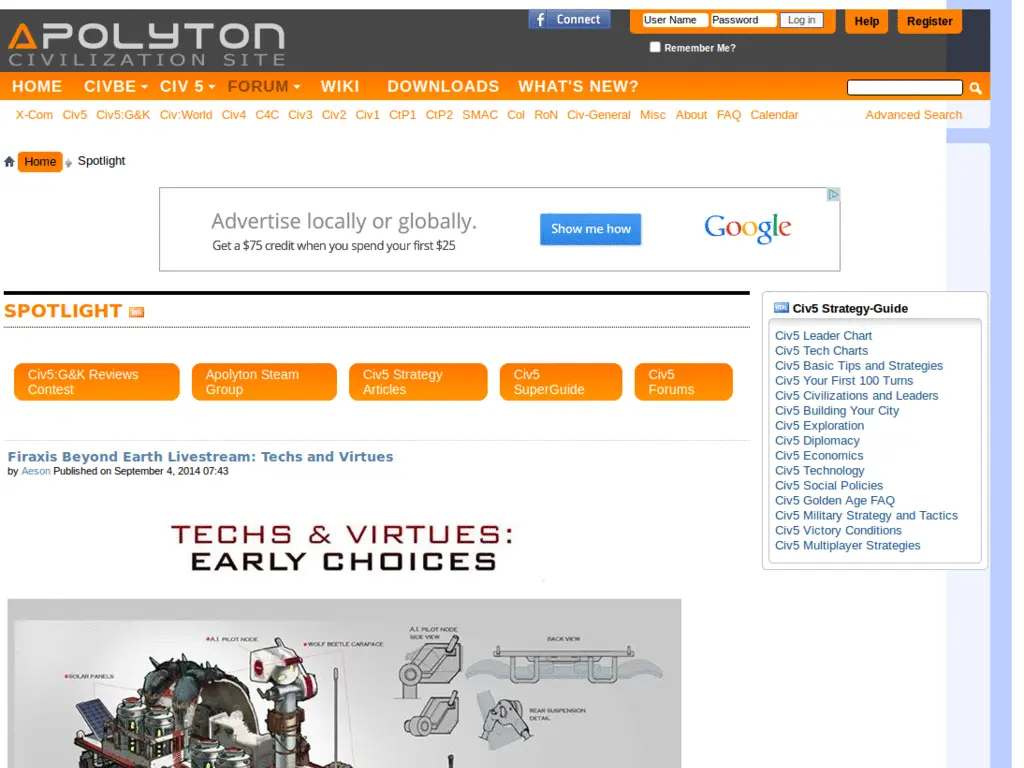 APOLYTON
CIVILIZATION SITE
f Connect
User Name Password Log in Help Register
Remember Me?
HOME CIVBE CIV 5 FORUM WIKI DOWNLOADS WHAT'S NEW?
X-Com Civ5 Civ5:G&K Civ:World Civ4 C4C Civ3 Civ2 Civ1 CtP1 CtP2 SMAC Col RoN Civ-General Misc About FAQ Calendar Advanced Search
Home Spotlight
Advertise locally or globally.
Get a $75 credit when you spend your first $25
Show me how
Google
SPOTLIGHT
Civ5:G&K Reviews
Contest
Apolyton Steam
Group
Civ5 Strategy
Articles
Civ5
SuperGuide
Civ5
Forums
Firaxis Beyond Earth Livestream: Techs and Virtues
by Aeson Published on September 4, 2014 07:43
TECHS & VIRTUES:
EARLY CHOICES
A.I. PILOT NODE
WOLF BEETLE CARAPACE
SOLAR PANELS
A.I. PILOT NODE
SIDE VIEW
BACK VIEW
REAR SUSPENSION
DETAIL
Civ5 Strategy-Guide
Civ5 Leader Chart
Civ5 Tech Charts
Civ5 Basic Tips and Strategies
Civ5 Your First 100 Turns
Civ5 Civilizations and Leaders
Civ5 Building Your City
Civ5 Exploration
Civ5 Diplomacy
Civ5 Economics
Civ5 Technology
Civ5 Social Policies
Civ5 Golden Age FAQ
Civ5 Military Strategy and Tactics
Civ5 Victory Conditions
Civ5 Multiplayer Strategies